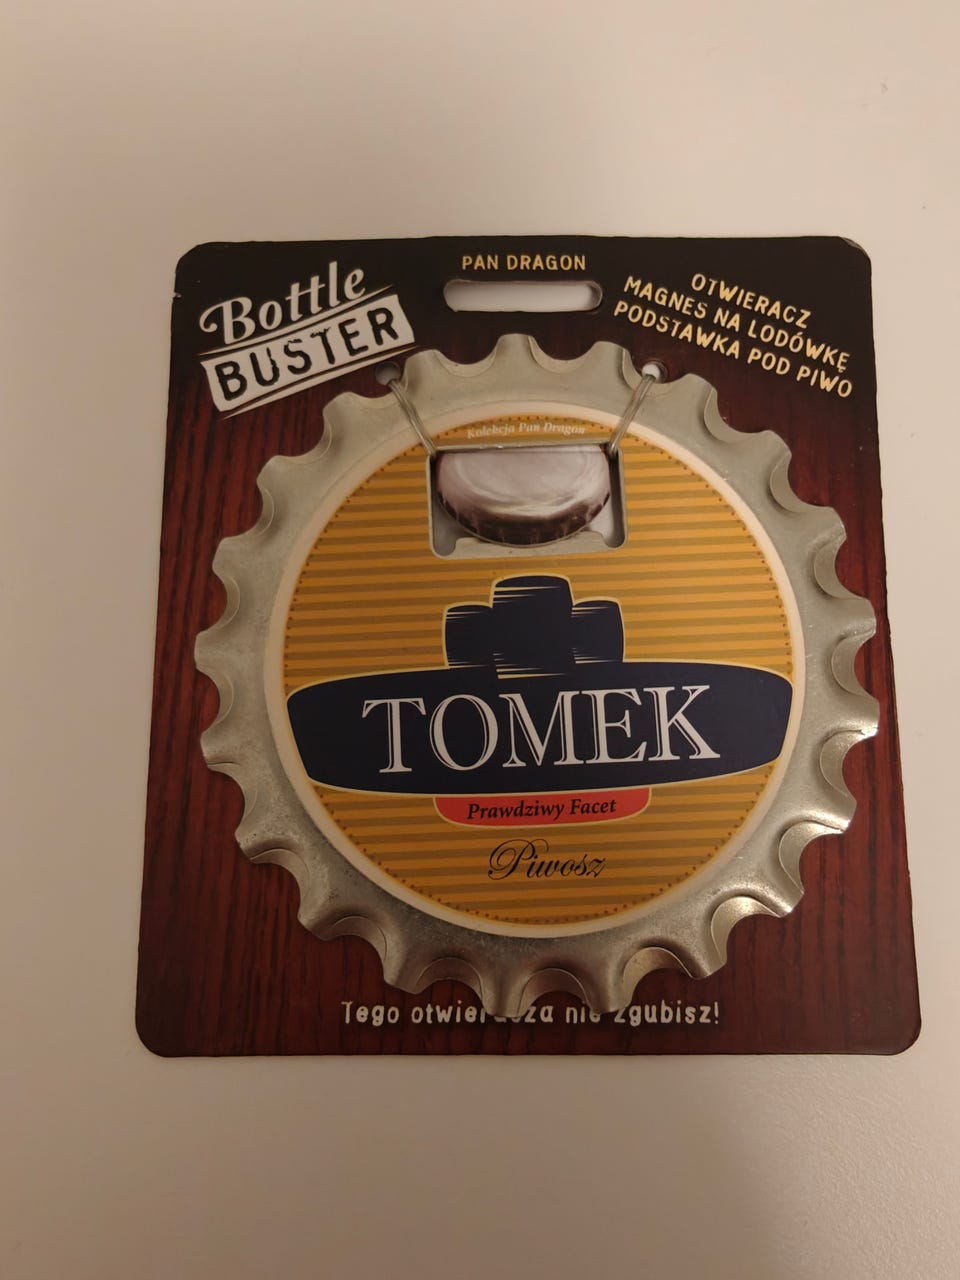 Bottle
BUSTER
PAN DRAGON
OTWIERACZ
MAGNES NA LODÓWKĘ
PODSTAWKA POD PIWO
Kolekcja Pan Dragon
TOMEK
Prawdziwy Facet
Piwosz
Tego otwieracza nie zgubisz!